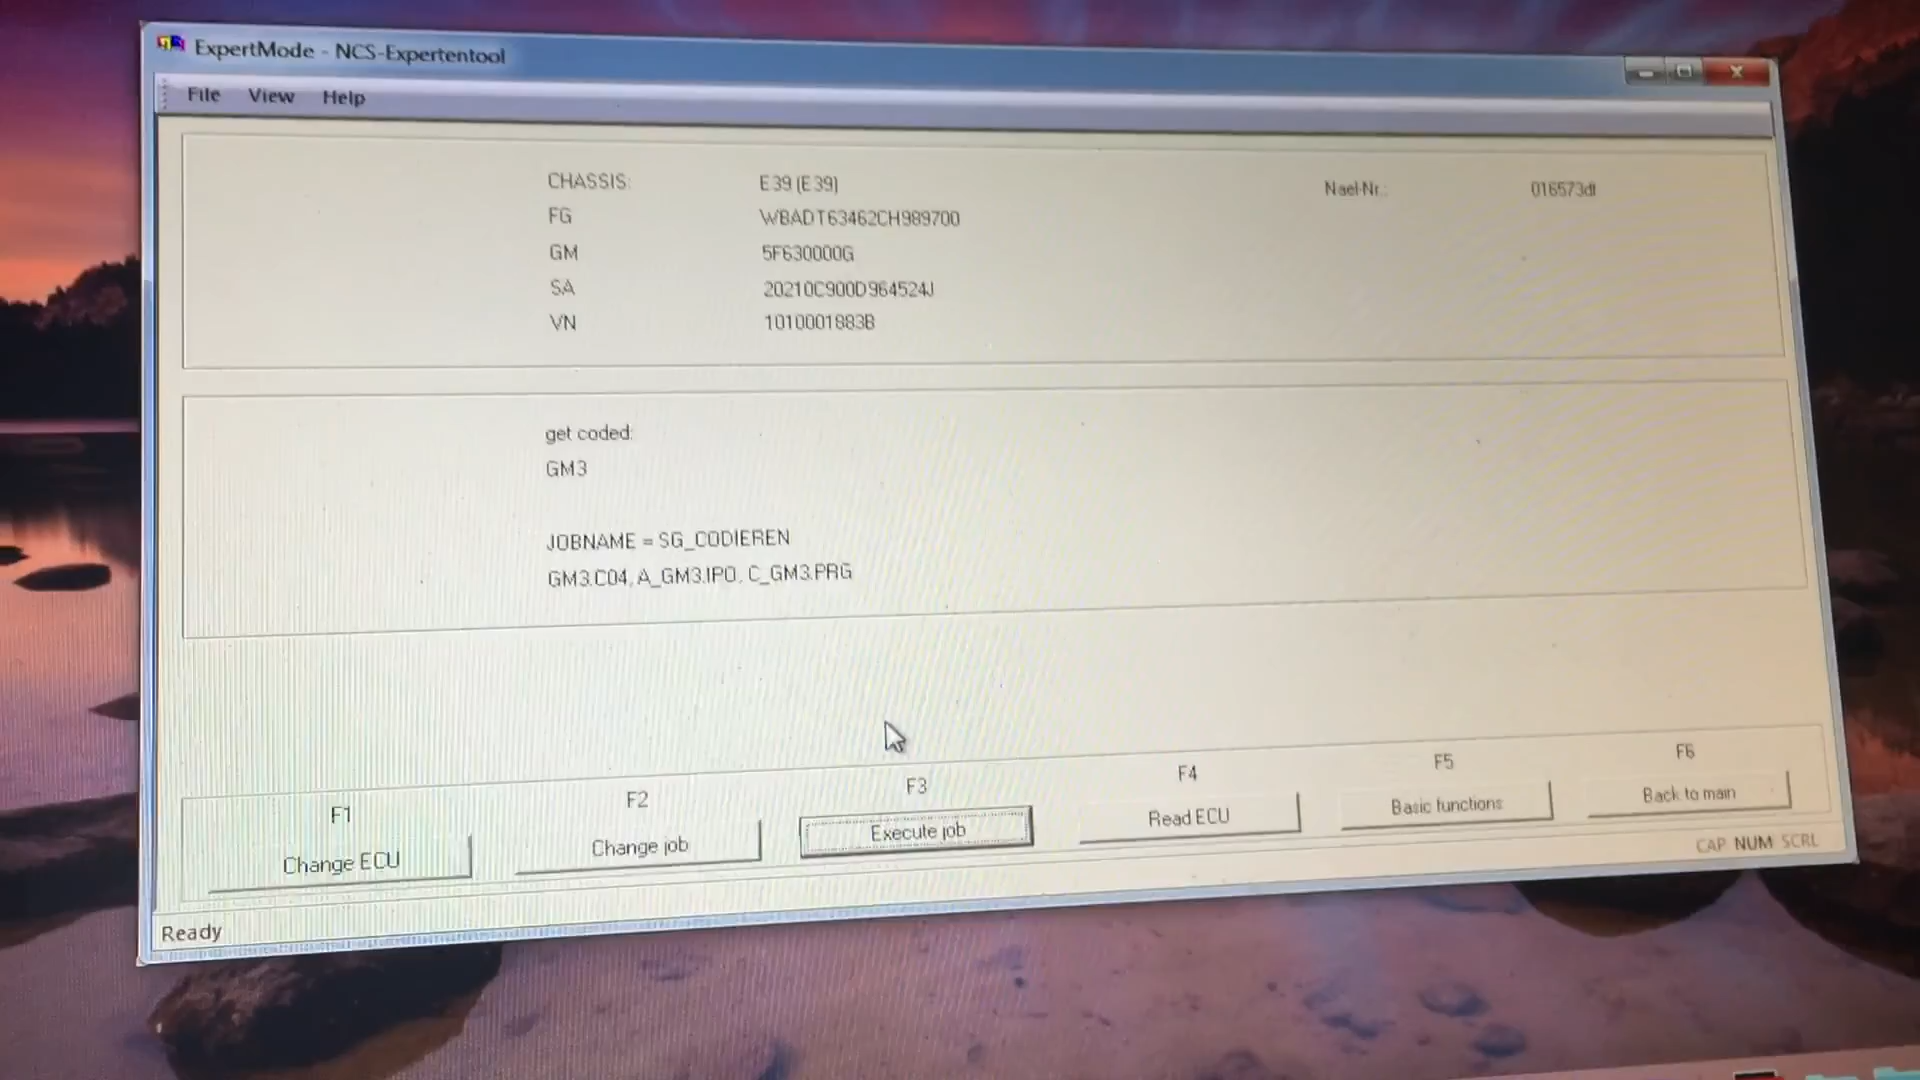 ExpertMode - NCS-Expertentool
File View Help
CHASSIS: E39 (E39) Nael-Nr.: 016573dt
FG WBADT63462CH989700
GM 5F630000G
SA 20210C900D964524J
VN 1010001883B
get coded:
GM3
JOBNAME = SG_CODIEREN
GM3.C04, A_GM3.IPO, C_GM3.PRG
F1 F2 F3 F4 F5 F6
Change ECU Change job Execute job Read ECU Basic functions Back to main
Ready CAP NUM SCRL